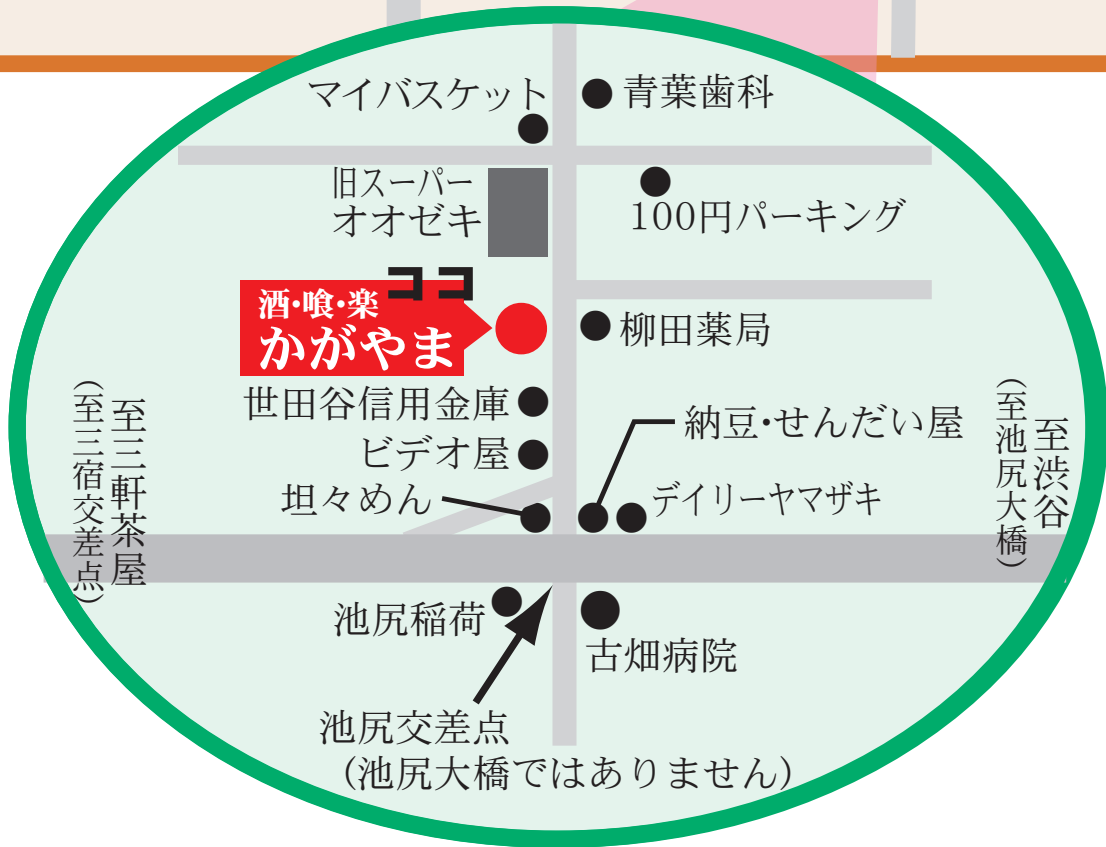 マイバスケット
青葉歯科
旧スーパー
オオゼキ
100円パーキング
ココ
酒・喰・楽
かがやま
柳田薬局
世田谷信用金庫
納豆・せんだい屋
ビデオ屋
坦々めん
デイリーヤマザキ
至三軒茶屋
（至三宿交差点）
至渋谷
（至池尻大橋）
池尻稲荷
古畑病院
池尻交差点
（池尻大橋ではありません）